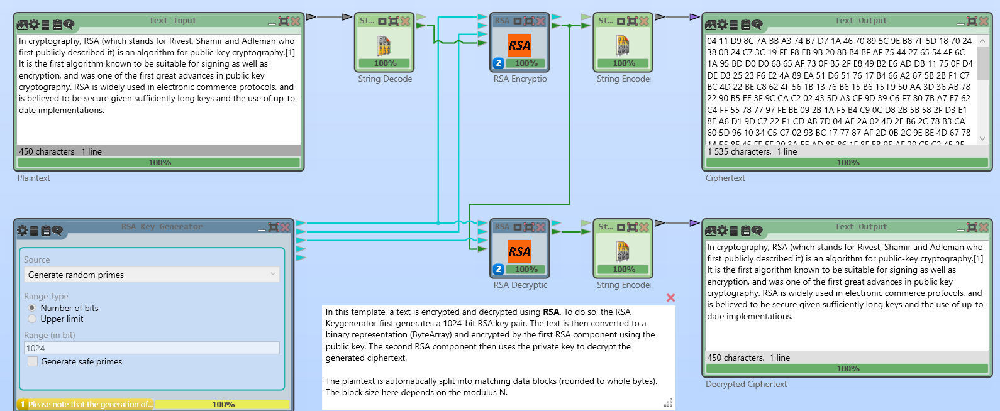 Text Input
In cryptography, RSA (which stands for Rivest, Shamir and Adleman who
first publicly described it) is an algorithm for public-key cryptography.[1]
It is the first algorithm known to be suitable for signing as well as
encryption, and was one of the first great advances in public key
cryptography. RSA is widely used in electronic commerce protocols, and
is believed to be secure given sufficiently long keys and the use of up-to-
date implementations.
450 characters,  1 line
100%
Plaintext
St...
100%
String Decode
RSA
RSA
2
100%
RSA Encryptio
St...
100%
String Encode
Text Output
04 11 D9 8C 7A BB A3 74 B7 D7 1A 46 70 89 5C 9E B8 7F 5D 18 70 24
38 0B 24 C7 3C 19 FE F8 EB 9B 20 8B B4 BF AF 75 44 27 65 54 4F 6C
1A 95 BD D0 D0 68 65 AF 73 0F B5 2F E8 49 B2 E6 AD DB 11 75 0F D4
DE D3 25 23 F6 E2 4A 89 EA 51 D6 51 76 17 B4 66 A2 87 5B 2B F1 C7
BC 4D 22 BE C8 62 4F 56 1B 13 76 B6 15 B6 15 F9 50 AA 3D 36 AB 78
22 90 B5 EE 3F 9C CA C2 02 43 5D A3 CF 9D 39 C6 F7 80 7B A7 E7 62
C4 FF 55 78 77 97 FE BE 09 2B 1A F5 B4 C9 0C D8 2B 5B 58 2F D3 E1
8E A6 D1 9D C7 22 F1 CD AB 7D 04 AE 2A 02 4D 2E B6 2C 78 B3 CA
60 5D 96 10 34 C5 C7 02 93 BC 17 77 87 AF 2D 0B 2C 9E BE 4D 67 78
1 535 characters,  1 line
100%
Ciphertext
RSA Key Generator
Source
Generate random primes
Range Type
Number of bits
Upper limit
Range (in bit)
1024
Generate safe primes
1 Please note that the generation of...
100%
RSA
RSA
2
100%
RSA Decryptic
St...
100%
String Encode
In this template, a text is encrypted and decrypted using RSA. To do so, the RSA
Keygenerator first generates a 1024-bit RSA key pair. The text is then converted to a
binary representation (ByteArray) and encrypted by the first RSA component using the
public key. The second RSA component then uses the private key to decrypt the
generated ciphertext.
The plaintext is automatically split into matching data blocks (rounded to whole bytes).
The block size here depends on the modulus N.
Text Output
In cryptography, RSA (which stands for Rivest, Shamir and Adleman who
first publicly described it) is an algorithm for public-key cryptography.[1]
It is the first algorithm known to be suitable for signing as well as
encryption, and was one of the first great advances in public key
cryptography. RSA is widely used in electronic commerce protocols, and
is believed to be secure given sufficiently long keys and the use of up-to-
date implementations.
450 characters,  1 line
100%
Decrypted Ciphertext